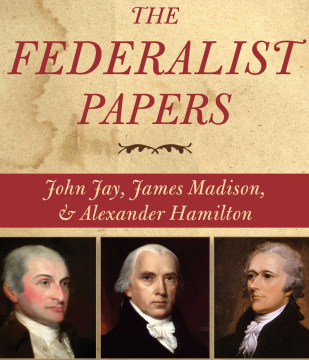 THE
FEDERALIST
PAPERS
John Jay, James Madison,
& Alexander Hamilton